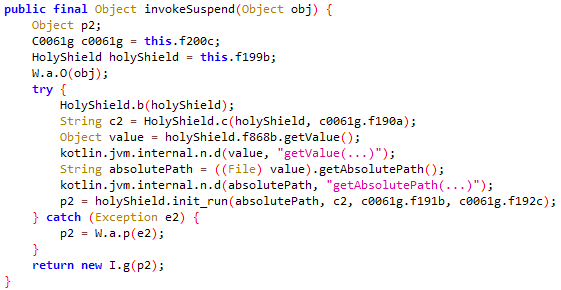 public final Object invokeSuspend(Object obj) {
    Object p2;
    C0061g c0061g = this.f200c;
    HolyShield holyShield = this.f199b;
    W.a.O(obj);
    try {
        HolyShield.b(holyShield);
        String c2 = HolyShield.c(holyShield, c0061g.f190a);
        Object value = holyShield.f868b.getValue();
        kotlin.jvm.internal.n.d(value, "getValue(...)");
        String absolutePath = ((File) value).getAbsolutePath();
        kotlin.jvm.internal.n.d(absolutePath, "getAbsolutePath(...)");
        p2 = holyShield.init_run(absolutePath, c2, c0061g.f191b, c0061g.f192c);
    } catch (Exception e2) {
        p2 = W.a.p(e2);
    }
    return new I.g(p2);
}